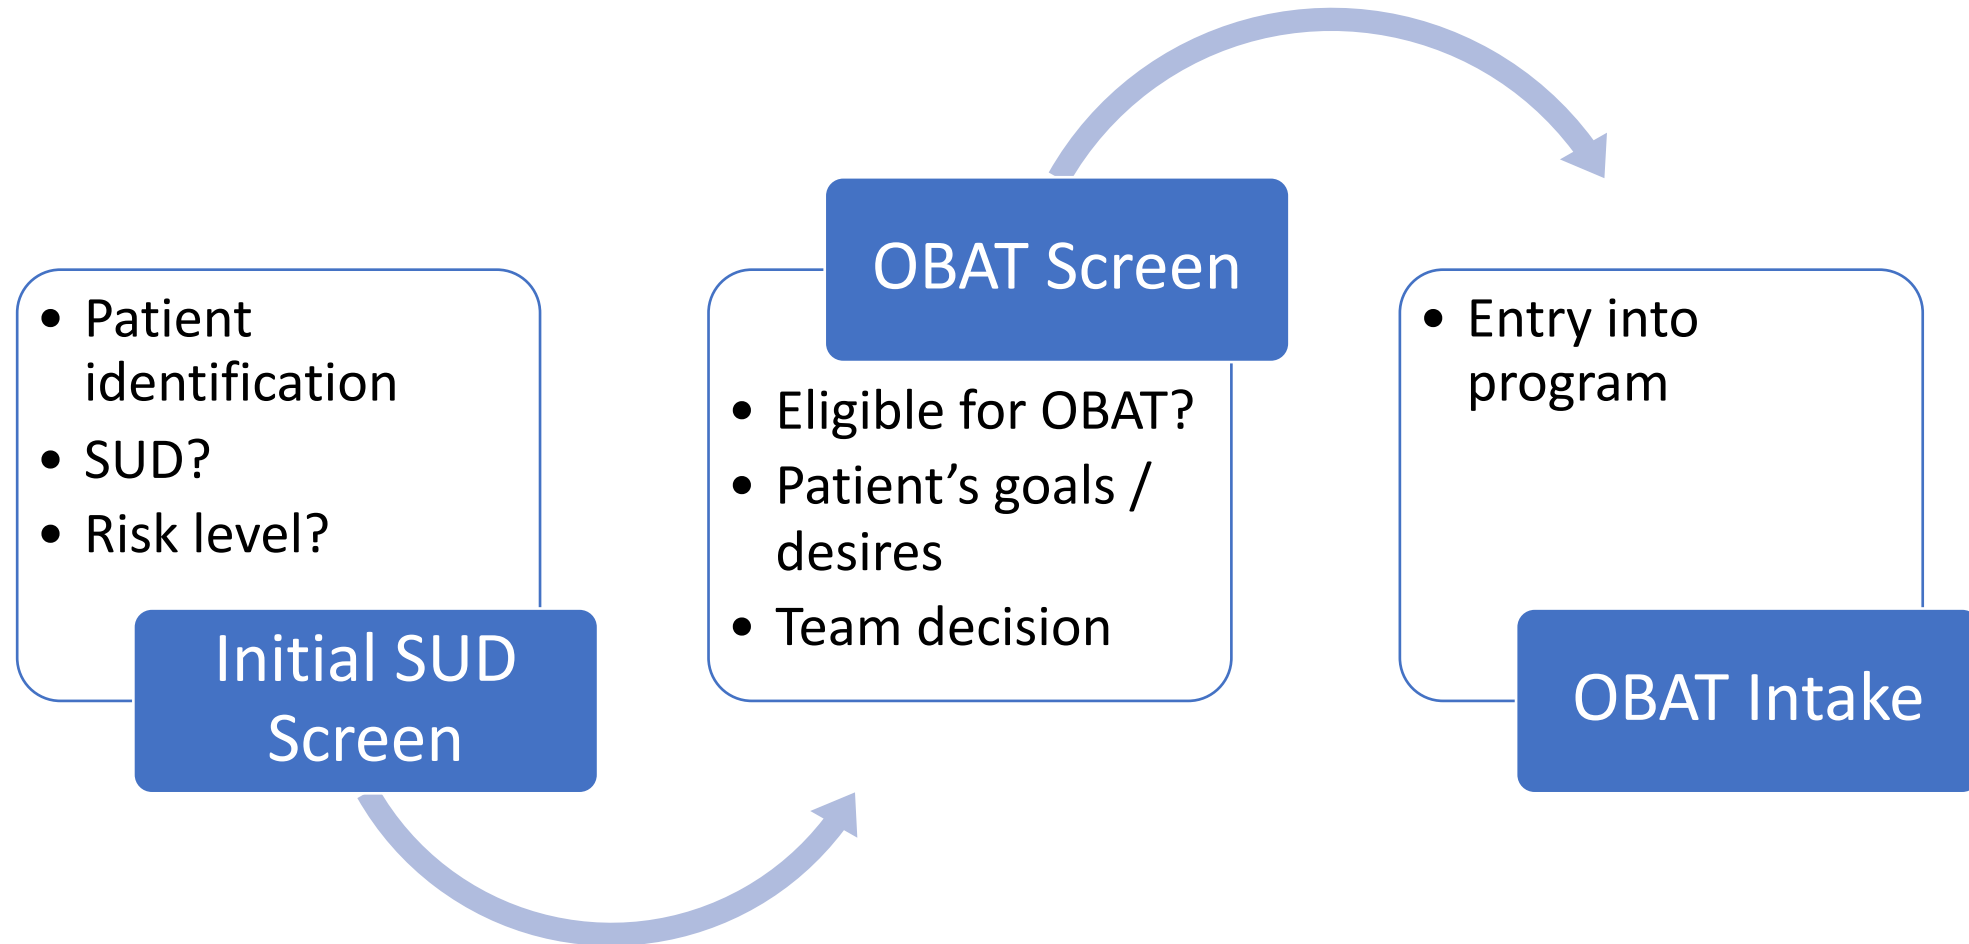 • Patient
identification
• SUD?
• Risk level?
Initial SUD
Screen
OBAT Screen
• Eligible for OBAT?
• Patient’s goals /
desires
• Team decision
• Entry into
program
OBAT Intake